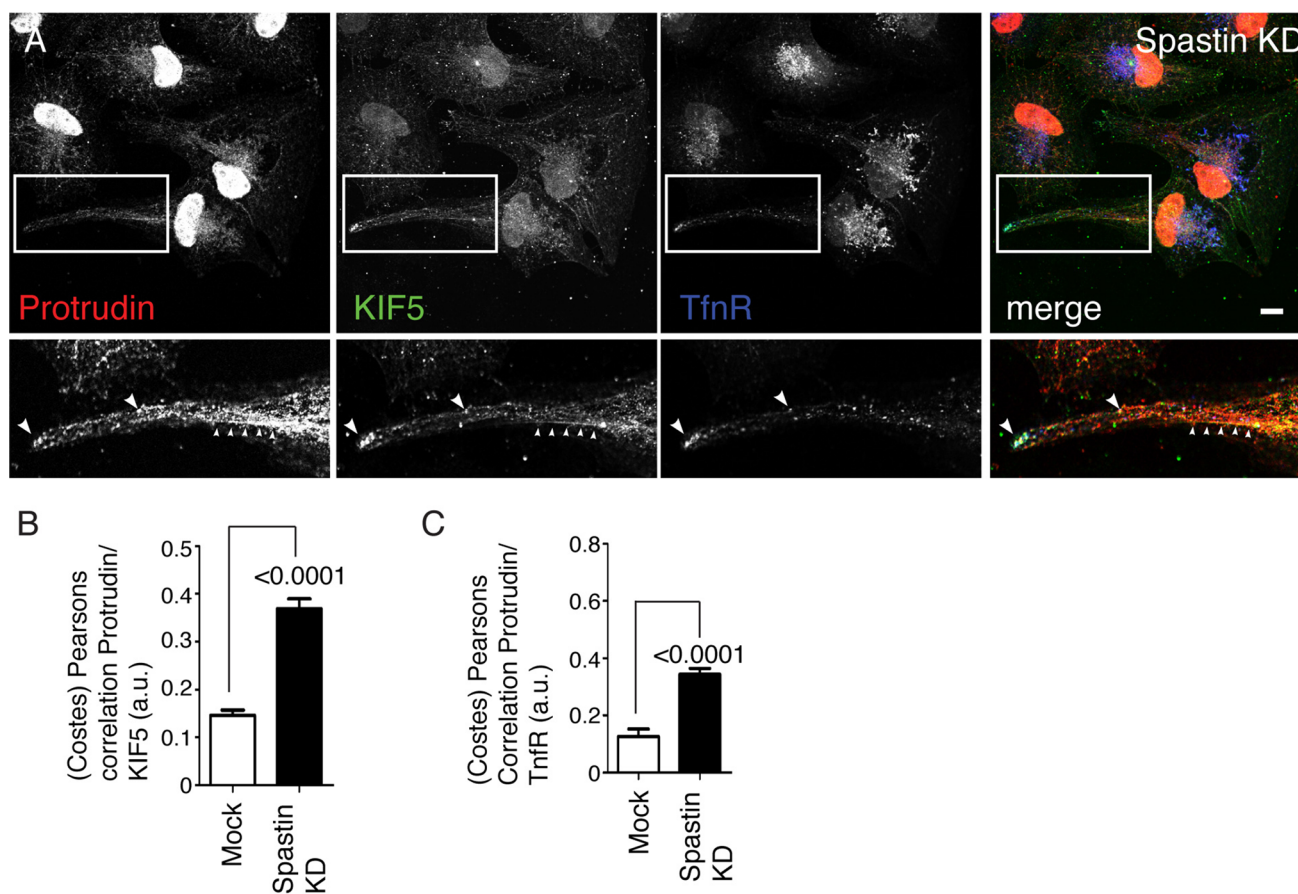 A
Spastin KD
Protrudin
KIF5
TfnR
merge
B
(Costes) Pearsons
correlation Protrudin/
KIF5 (a.u.)
0.5
0.4
0.3
0.2
0.1
0
<0.0001
Mock
Spastin
KD
C
(Costes) Pearsons
Correlation Protrudin/
TnfR (a.u.)
0.8
0.6
0.4
0.2
0
<0.0001
Mock
Spastin
KD